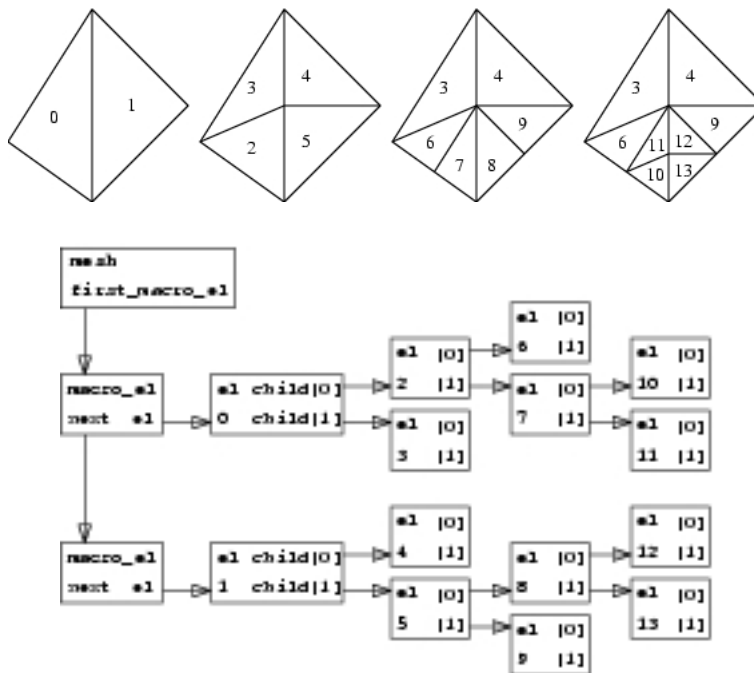 0 1
3 4
2 5
3 4
6 7 8 9
3 4
6 11 12 9
10 13
mesh
first_macro_el
macro_el
next el
el child[0]
0 child[1]
el [0]
2 [1]
el [0]
3 [1]
el [0]
6 [1]
el [0]
7 [1]
el [0]
10 [1]
el [0]
11 [1]
macro_el
next el
el child[0]
1 child[1]
el [0]
4 [1]
el [0]
5 [1]
el [0]
8 [1]
el [0]
9 [1]
el [0]
12 [1]
el [0]
13 [1]